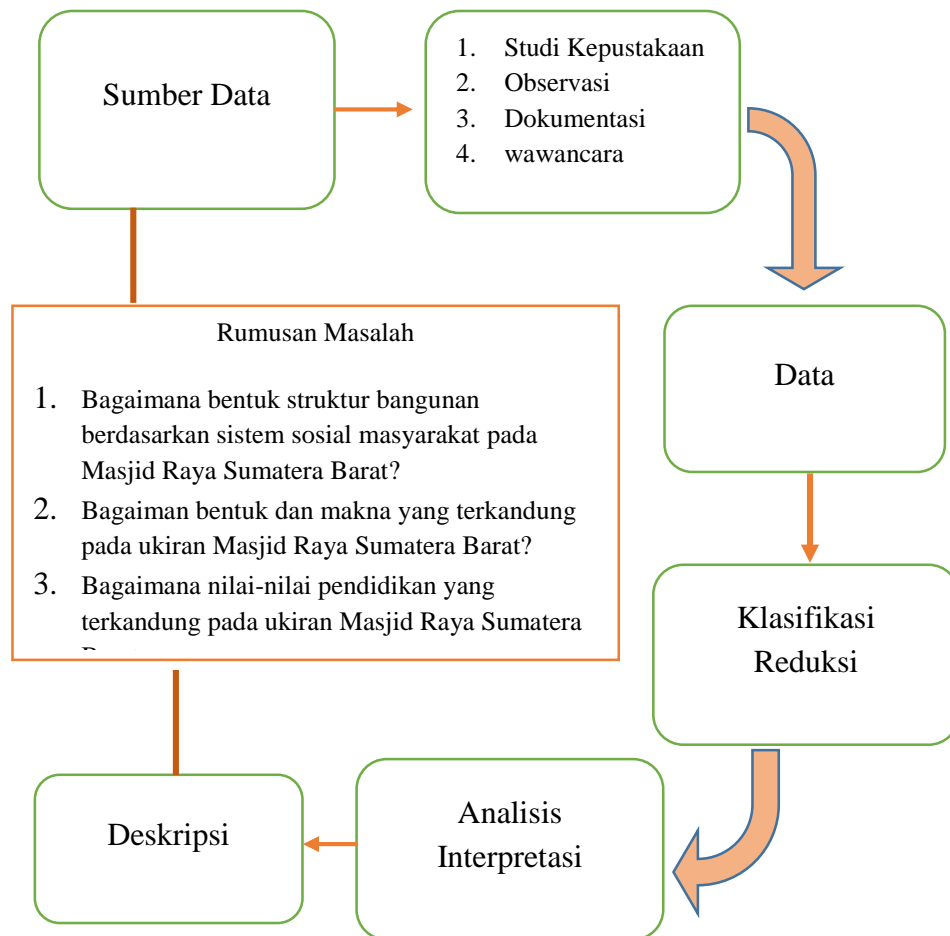 Sumber Data
1. Studi Kepustakaan
2. Observasi
3. Dokumentasi
4. wawancara
Rumusan Masalah
1. Bagaimana bentuk struktur bangunan
berdasarkan sistem sosial masyarakat pada
Masjid Raya Sumatera Barat?
2. Bagaiman bentuk dan makna yang terkandung
pada ukiran Masjid Raya Sumatera Barat?
3. Bagaimana nilai-nilai pendidikan yang
terkandung pada ukiran Masjid Raya Sumatera
Data
Klasifikasi
Reduksi
Analisis
Interpretasi
Deskripsi